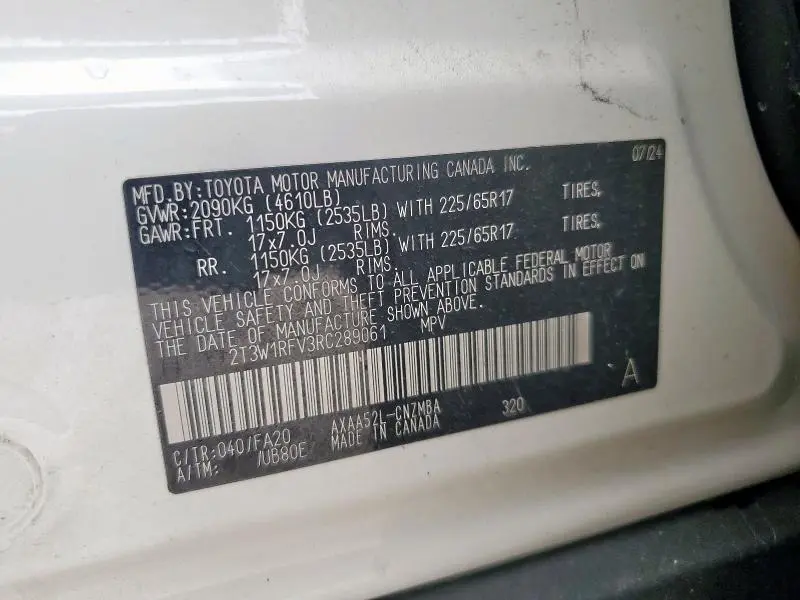 07/24
MFD.BY:TOYOTA MOTOR MANUFACTURING CANADA INC.
GVWR:2090KG (4610LB)
GAWR:FRT. 1150KG (2535LB) WITH 225/65R17 TIRES,
17x7.0J RIMS.
RR. 1150KG (2535LB) WITH 225/65R17 TIRES,
17x7.0J RIMS.
THIS VEHICLE CONFORMS TO ALL APPLICABLE FEDERAL MOTOR
VEHICLE SAFETY AND THEFT PREVENTION STANDARDS IN EFFECT ON
THE DATE OF MANUFACTURE SHOWN ABOVE.
2T3W1RFV3RC289061 MPV
A
C/TR:040/FA20 AXAA52L-CNZMBA 320
A/TM: /UB80E MADE IN CANADA